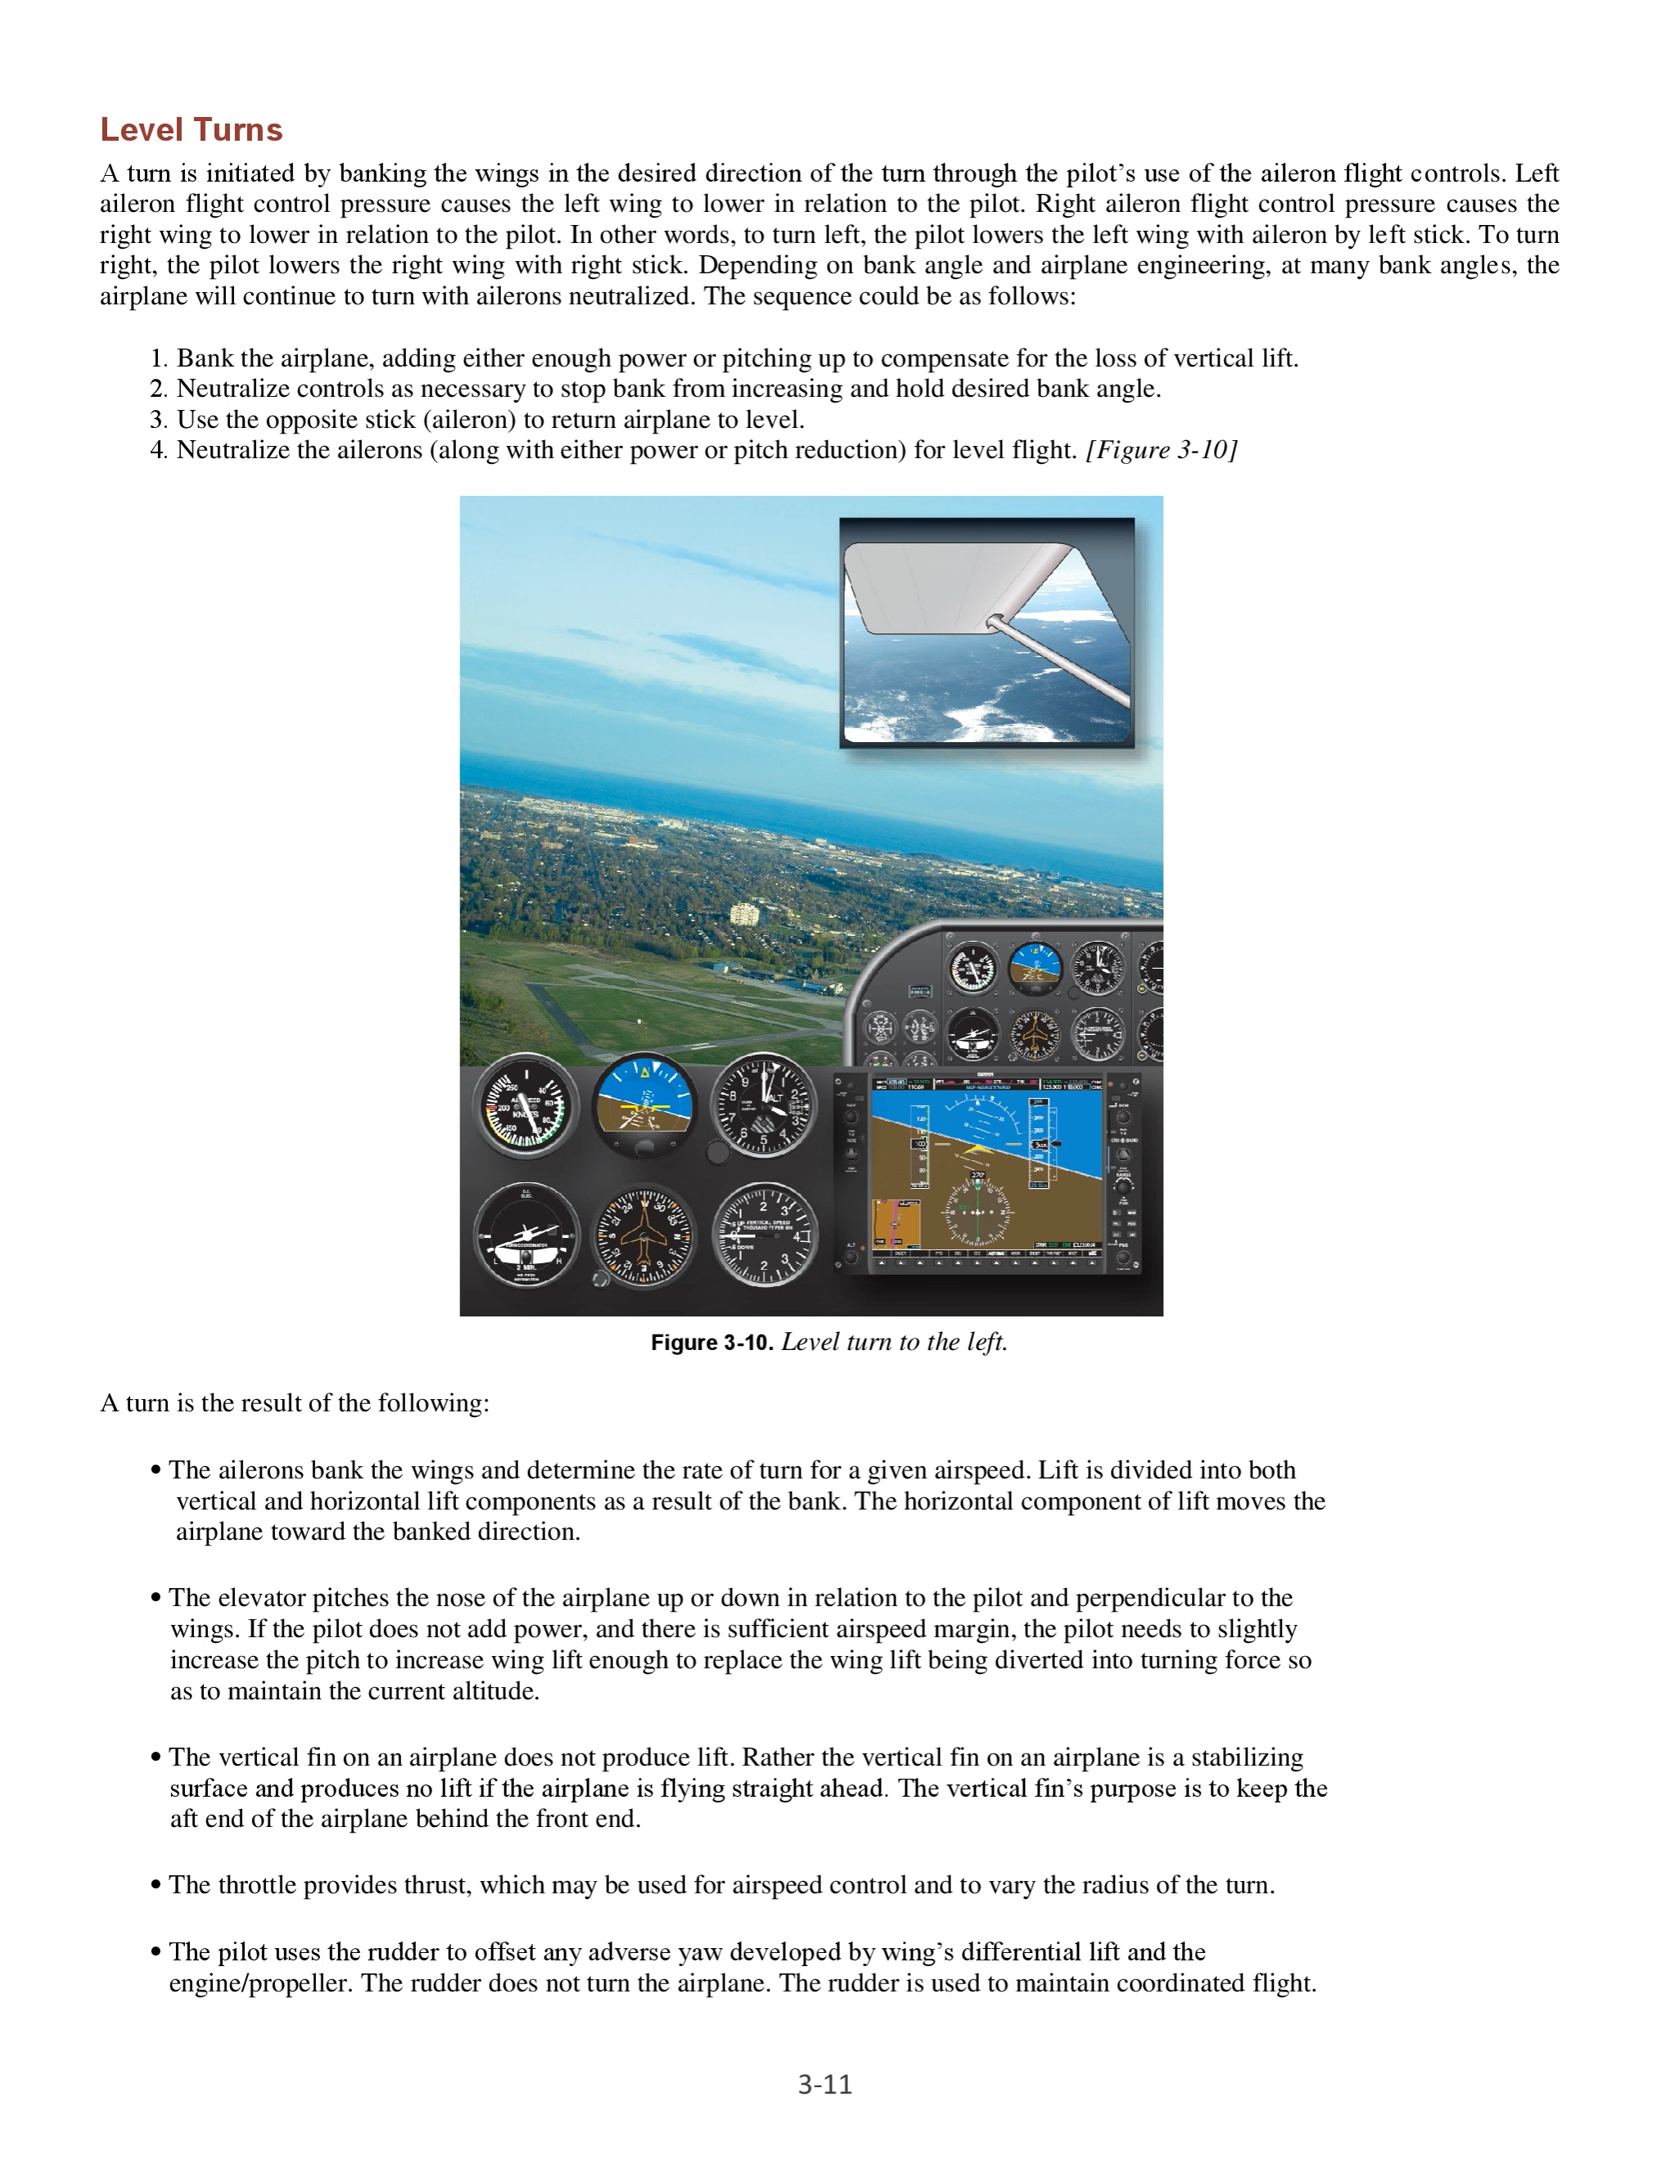 Level Turns
A turn is initiated by banking the wings in the desired direction of the turn through the pilot’s use of the aileron flight controls. Left
aileron flight control pressure causes the left wing to lower in relation to the pilot. Right aileron flight control pressure causes the
right wing to lower in relation to the pilot. In other words, to turn left, the pilot lowers the left wing with aileron by left stick. To turn
right, the pilot lowers the right wing with right stick. Depending on bank angle and airplane engineering, at many bank angles, the
airplane will continue to turn with ailerons neutralized. The sequence could be as follows:
1. Bank the airplane, adding either enough power or pitching up to compensate for the loss of vertical lift.
2. Neutralize controls as necessary to stop bank from increasing and hold desired bank angle.
3. Use the opposite stick (aileron) to return airplane to level.
4. Neutralize the ailerons (along with either power or pitch reduction) for level flight. [Figure 3-10]
KNOTS
ALT
2 MIN.
VERTICAL SPEED
UP
DOWN
270°
Figure 3-10. Level turn to the left.
A turn is the result of the following:
• The ailerons bank the wings and determine the rate of turn for a given airspeed. Lift is divided into both
vertical and horizontal lift components as a result of the bank. The horizontal component of lift moves the
airplane toward the banked direction.
• The elevator pitches the nose of the airplane up or down in relation to the pilot and perpendicular to the
wings. If the pilot does not add power, and there is sufficient airspeed margin, the pilot needs to slightly
increase the pitch to increase wing lift enough to replace the wing lift being diverted into turning force so
as to maintain the current altitude.
• The vertical fin on an airplane does not produce lift. Rather the vertical fin on an airplane is a stabilizing
surface and produces no lift if the airplane is flying straight ahead. The vertical fin’s purpose is to keep the
aft end of the airplane behind the front end.
• The throttle provides thrust, which may be used for airspeed control and to vary the radius of the turn.
• The pilot uses the rudder to offset any adverse yaw developed by wing’s differential lift and the
engine/propeller. The rudder does not turn the airplane. The rudder is used to maintain coordinated flight.
3-11